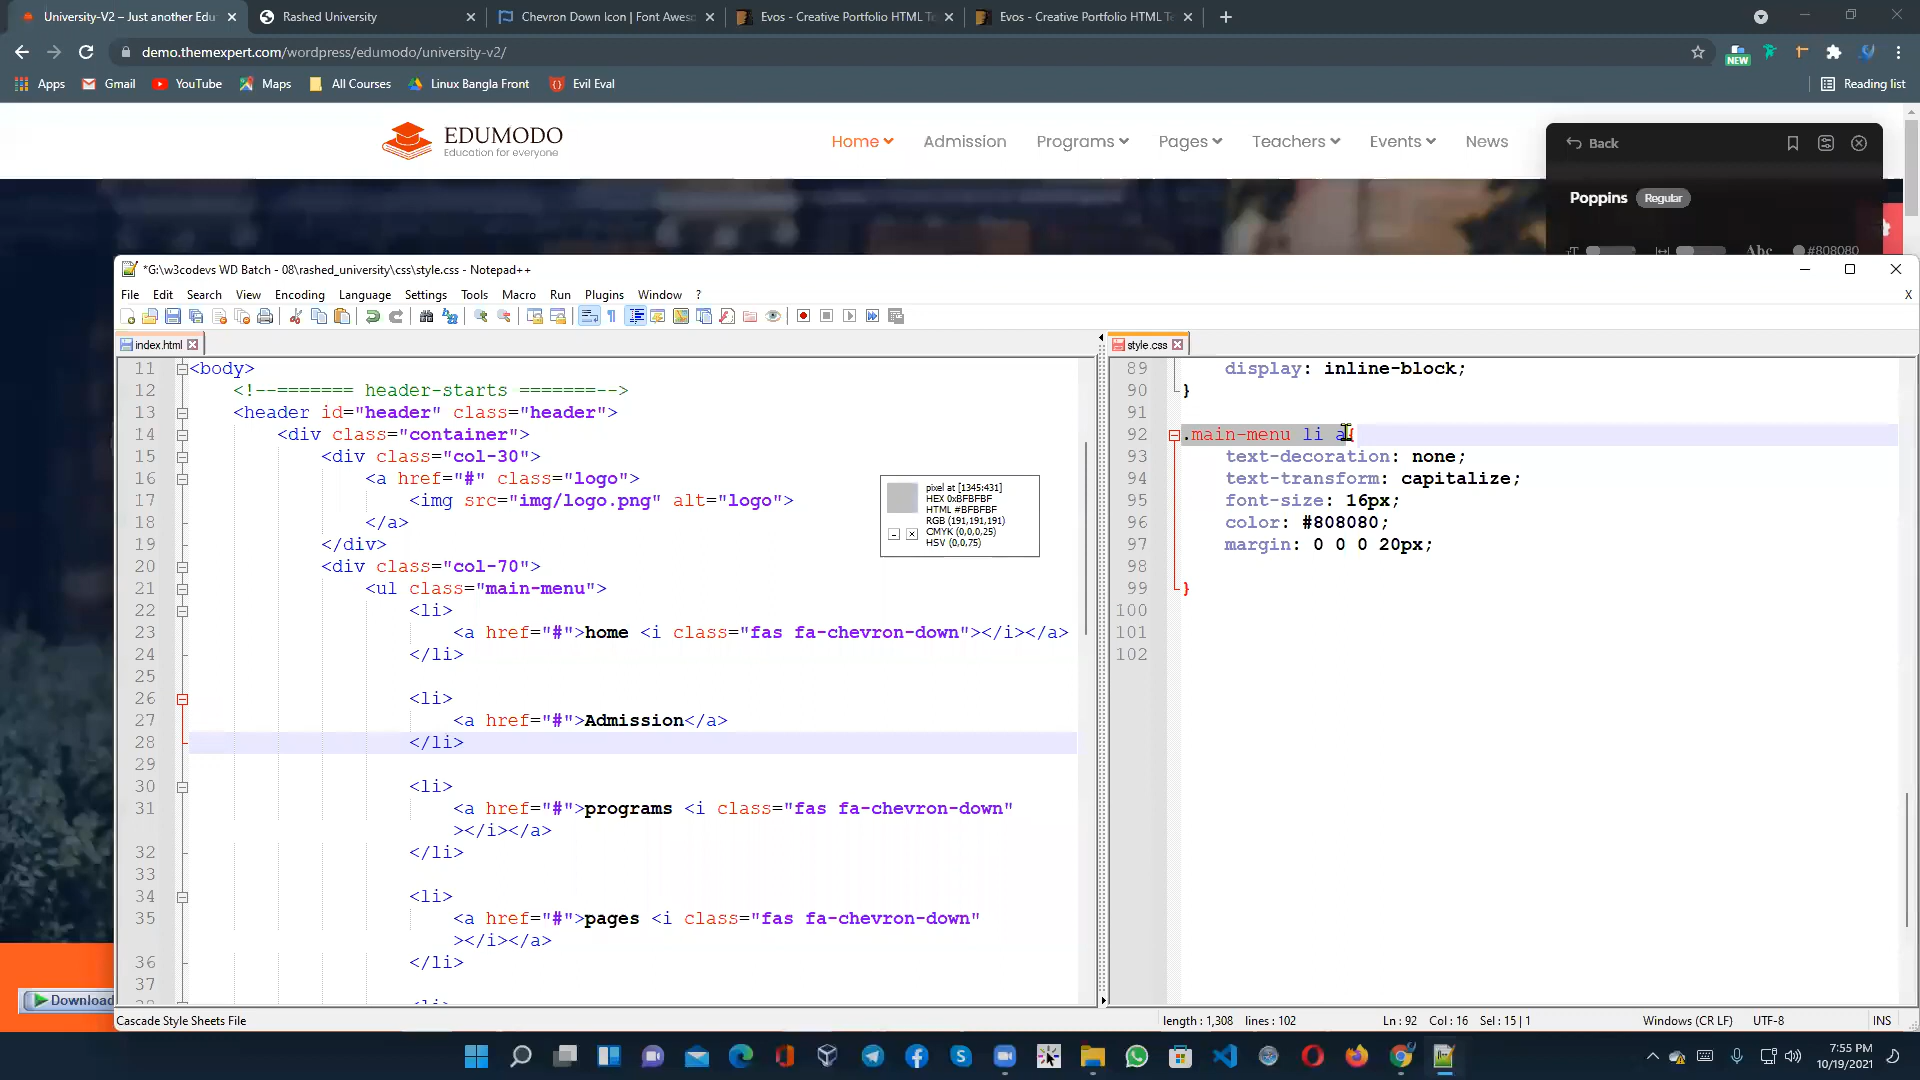 University-V2 – Just another Edu
Rashed University
Chevron Down Icon | Font Aweso
Evos - Creative Portfolio HTML Te
Evos - Creative Portfolio HTML Te
demo.themexpert.com/wordpress/edumodo/university-v2/
NEW
Apps
Gmail
YouTube
Maps
All Courses
Linux Bangla Front
Evil Eval
Reading list
EDUMODO
Education for everyone
Home
Admission
Programs
Pages
Teachers
Events
News
Back
Poppins
Regular
Abc
#808080
*G:\w3codevs WD Batch - 08\rashed_university\css\style.css - Notepad++
File Edit Search View Encoding Language Settings Tools Macro Run Plugins Window ?
X
index.html
11 <body>
12 <!--======= header-starts =======-->
13 <header id="header" class="header">
14 <div class="container">
15 <div class="col-30">
16 <a href="#" class="logo">
17 <img src="img/logo.png" alt="logo">
18 </a>
19 </div>
20 <div class="col-70">
21 <ul class="main-menu">
22 <li>
23 <a href="#">home <i class="fas fa-chevron-down"></i></a>
24 </li>
25
26 <li>
27 <a href="#">Admission</a>
28 </li>
29
30 <li>
31 <a href="#">programs <i class="fas fa-chevron-down"
></i></a>
32 </li>
33
34 <li>
35 <a href="#">pages <i class="fas fa-chevron-down"
></i></a>
36 </li>
37
pixel at [1345:431]
HEX 0xBFBFBF
HTML #BFBFBF
RGB (191,191,191)
CMYK (0,0,0,25)
HSV (0,0,75)
style.css
89 display: inline-block;
90 }
91
92 .main-menu li a{
93 text-decoration: none;
94 text-transform: capitalize;
95 font-size: 16px;
96 color: #808080;
97 margin: 0 0 0 20px;
98
99 }
100
101
102
Download
Cascade Style Sheets File
length : 1,308 lines : 102
Ln : 92 Col : 16 Sel : 15 | 1
Windows (CR LF)
UTF-8
INS
7:55 PM
10/19/2021